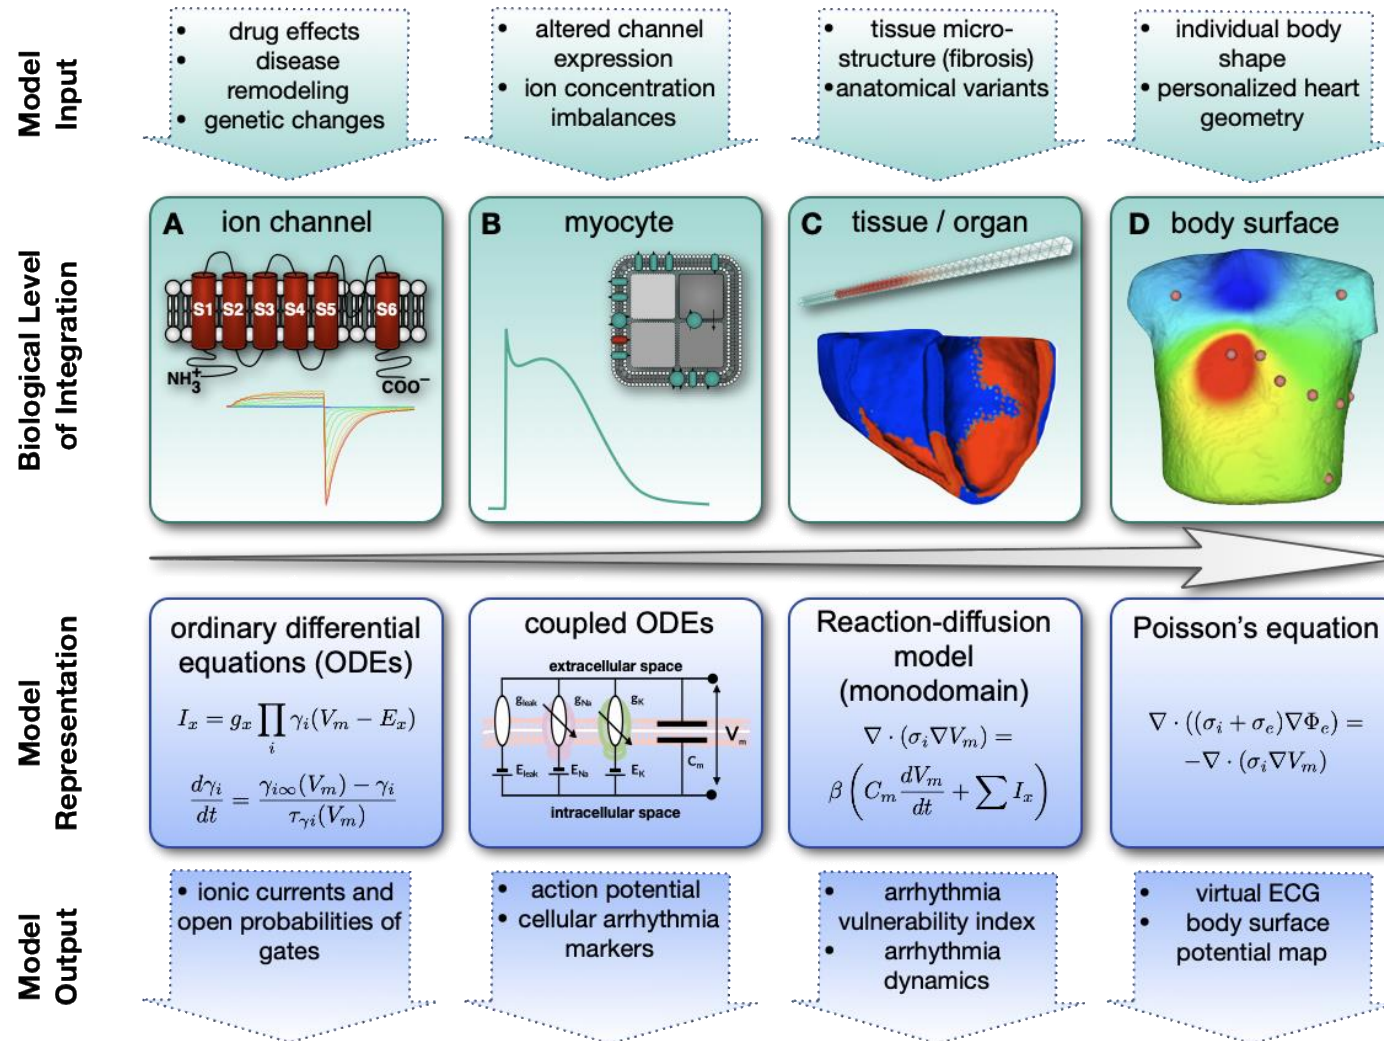 Model
Input
• drug effects
• disease
remodeling
• genetic changes
• altered channel
expression
• ion concentration
imbalances
• tissue micro-
structure (fibrosis)
•anatomical variants
• individual body
shape
• personalized heart
geometry
Biological Level
of Integration
A ion channel
S1 S2 S3 S4 S5 S6
NH₃⁺
COO⁻
B myocyte
C tissue / organ
D body surface
Model
Representation
ordinary differential
equations (ODEs)
I_x = g_x ∏_i γ_i(V_m − E_x)
dγ_i/dt = (γ_{i∞}(V_m) − γ_i)/τ_{γi}(V_m)
coupled ODEs
extracellular space
g_leak g_Na g_K
V_m
C_m
E_leak E_Na E_K
intracellular space
Reaction-diffusion
model
(monodomain)
∇ · (σ_i∇V_m) =
β (C_m dV_m/dt + ∑ I_x)
Poisson's equation
∇ · ((σ_i + σ_e)∇Φ_e) =
−∇ · (σ_i∇V_m)
Model
Output
• ionic currents and
open probabilities of
gates
• action potential
• cellular arrhythmia
markers
• arrhythmia
vulnerability index
• arrhythmia
dynamics
• virtual ECG
• body surface
potential map